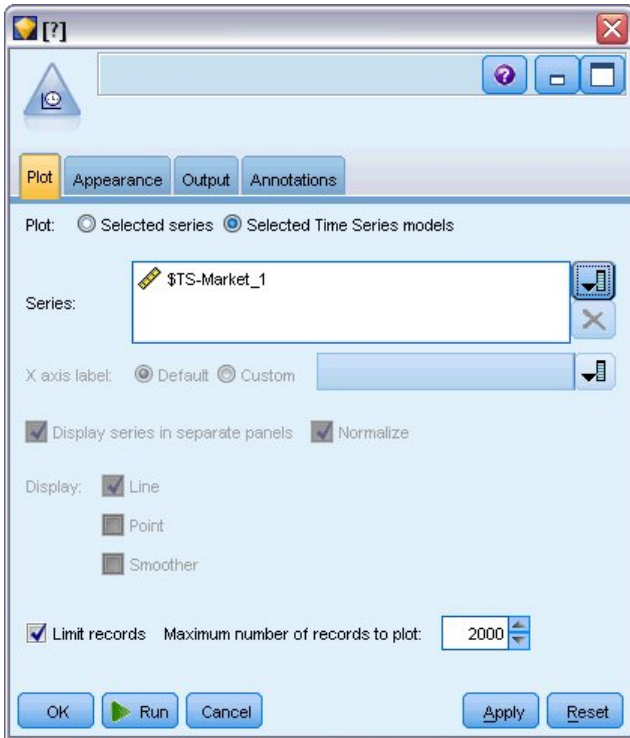 [?]
Plot Appearance Output Annotations
Plot: Selected series Selected Time Series models
Series: $TS-Market_1
X axis label: Default Custom
Display series in separate panels Normalize
Display: Line
Point
Smoother
Limit records Maximum number of records to plot: 2000
OK Run Cancel Apply Reset